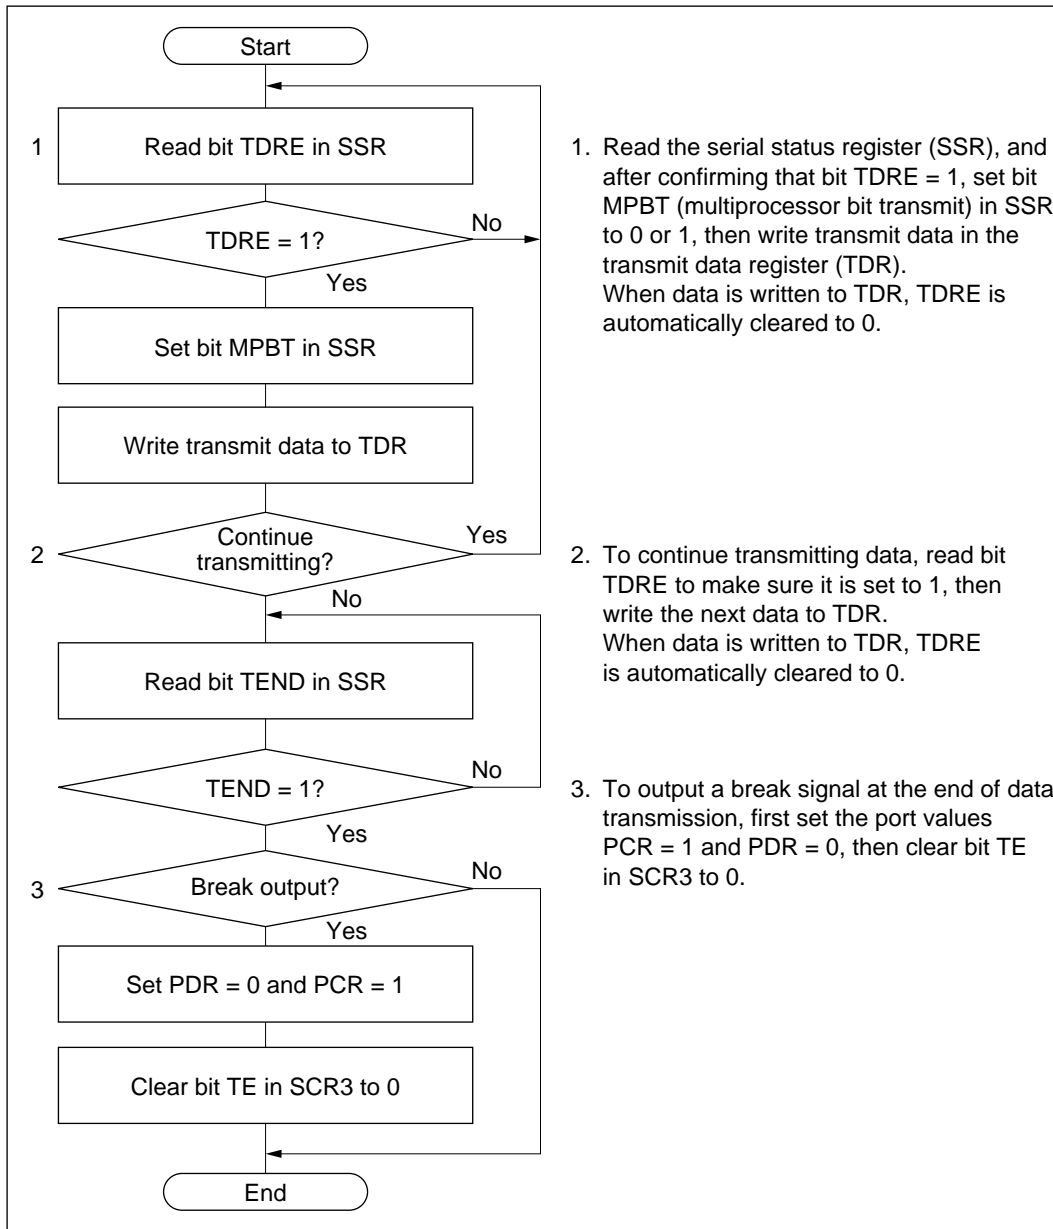 Start
1
Read bit TDRE in SSR
TDRE = 1?
No
Yes
Set bit MPBT in SSR
Write transmit data to TDR
2
Continue
transmitting?
Yes
No
Read bit TEND in SSR
TEND = 1?
No
Yes
3
Break output?
No
Yes
Set PDR = 0 and PCR = 1
Clear bit TE in SCR3 to 0
End
1. Read the serial status register (SSR), and
after confirming that bit TDRE = 1, set bit
MPBT (multiprocessor bit transmit) in SSR
to 0 or 1, then write transmit data in the
transmit data register (TDR).
When data is written to TDR, TDRE is
automatically cleared to 0.
2. To continue transmitting data, read bit
TDRE to make sure it is set to 1, then
write the next data to TDR.
When data is written to TDR, TDRE
is automatically cleared to 0.
3. To output a break signal at the end of data
transmission, first set the port values
PCR = 1 and PDR = 0, then clear bit TE
in SCR3 to 0.